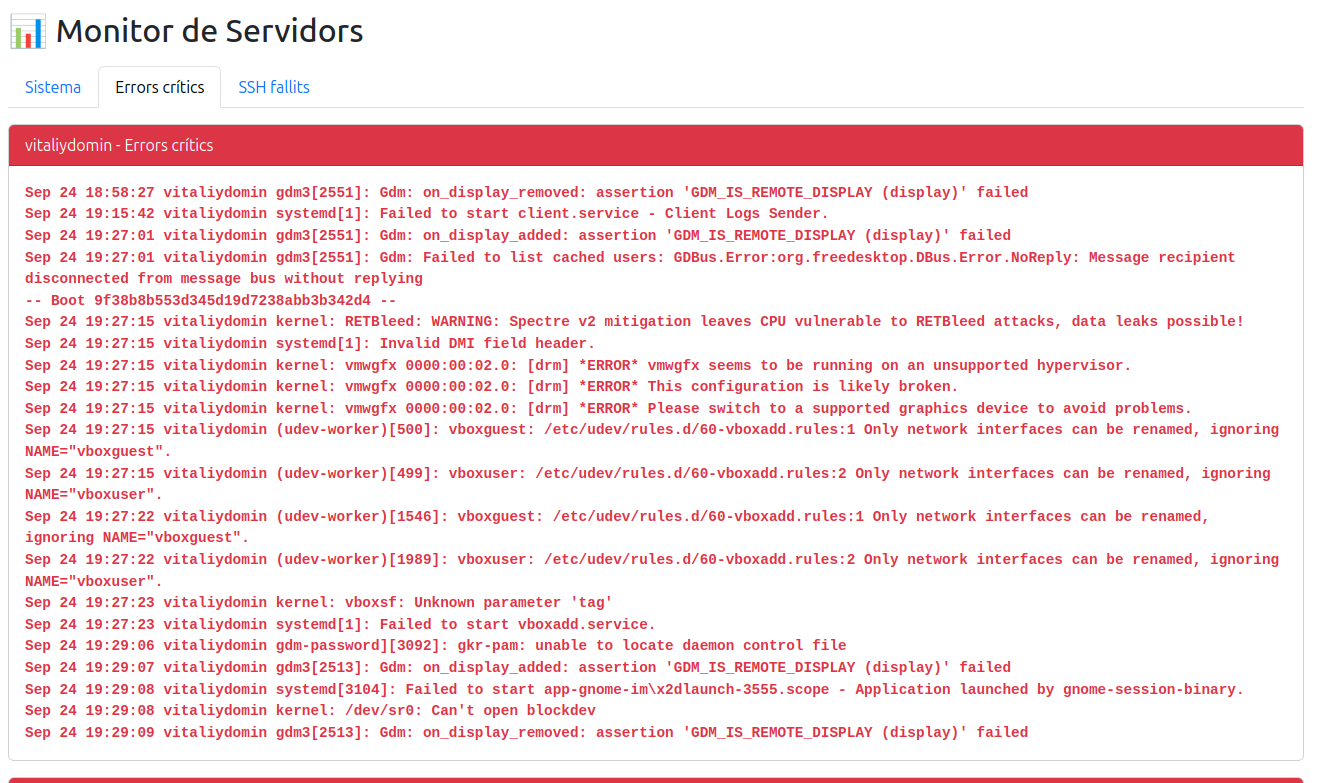 Monitor de Servidors
Sistema
Errors crítics
SSH fallits
vitaliydomin - Errors crítics
Sep 24 18:58:27 vitaliydomin gdm3[2551]: Gdm: on_display_removed: assertion 'GDM_IS_REMOTE_DISPLAY (display)' failed
Sep 24 19:15:42 vitaliydomin systemd[1]: Failed to start client.service - Client Logs Sender.
Sep 24 19:27:01 vitaliydomin gdm3[2551]: Gdm: on_display_added: assertion 'GDM_IS_REMOTE_DISPLAY (display)' failed
Sep 24 19:27:01 vitaliydomin gdm3[2551]: Gdm: Failed to list cached users: GDBus.Error:org.freedesktop.DBus.Error.NoReply: Message recipient
disconnected from message bus without replying
-- Boot 9f38b8b553d345d19d7238abb3b342d4 --
Sep 24 19:27:15 vitaliydomin kernel: RETBleed: WARNING: Spectre v2 mitigation leaves CPU vulnerable to RETBleed attacks, data leaks possible!
Sep 24 19:27:15 vitaliydomin systemd[1]: Invalid DMI field header.
Sep 24 19:27:15 vitaliydomin kernel: vmwgfx 0000:00:02.0: [drm] *ERROR* vmwgfx seems to be running on an unsupported hypervisor.
Sep 24 19:27:15 vitaliydomin kernel: vmwgfx 0000:00:02.0: [drm] *ERROR* This configuration is likely broken.
Sep 24 19:27:15 vitaliydomin kernel: vmwgfx 0000:00:02.0: [drm] *ERROR* Please switch to a supported graphics device to avoid problems.
Sep 24 19:27:15 vitaliydomin (udev-worker)[500]: vboxguest: /etc/udev/rules.d/60-vboxadd.rules:1 Only network interfaces can be renamed, ignoring
NAME="vboxguest".
Sep 24 19:27:15 vitaliydomin (udev-worker)[499]: vboxuser: /etc/udev/rules.d/60-vboxadd.rules:2 Only network interfaces can be renamed, ignoring
NAME="vboxuser".
Sep 24 19:27:22 vitaliydomin (udev-worker)[1546]: vboxguest: /etc/udev/rules.d/60-vboxadd.rules:1 Only network interfaces can be renamed,
ignoring NAME="vboxguest".
Sep 24 19:27:22 vitaliydomin (udev-worker)[1989]: vboxuser: /etc/udev/rules.d/60-vboxadd.rules:2 Only network interfaces can be renamed, ignoring
NAME="vboxuser".
Sep 24 19:27:23 vitaliydomin kernel: vboxsf: Unknown parameter 'tag'
Sep 24 19:27:23 vitaliydomin systemd[1]: Failed to start vboxadd.service.
Sep 24 19:29:06 vitaliydomin gdm-password][3092]: gkr-pam: unable to locate daemon control file
Sep 24 19:29:07 vitaliydomin gdm3[2513]: Gdm: on_display_added: assertion 'GDM_IS_REMOTE_DISPLAY (display)' failed
Sep 24 19:29:08 vitaliydomin systemd[3104]: Failed to start app-gnome-im\x2dlaunch-3555.scope - Application launched by gnome-session-binary.
Sep 24 19:29:08 vitaliydomin kernel: /dev/sr0: Can't open blockdev
Sep 24 19:29:09 vitaliydomin gdm3[2513]: Gdm: on_display_removed: assertion 'GDM_IS_REMOTE_DISPLAY (display)' failed